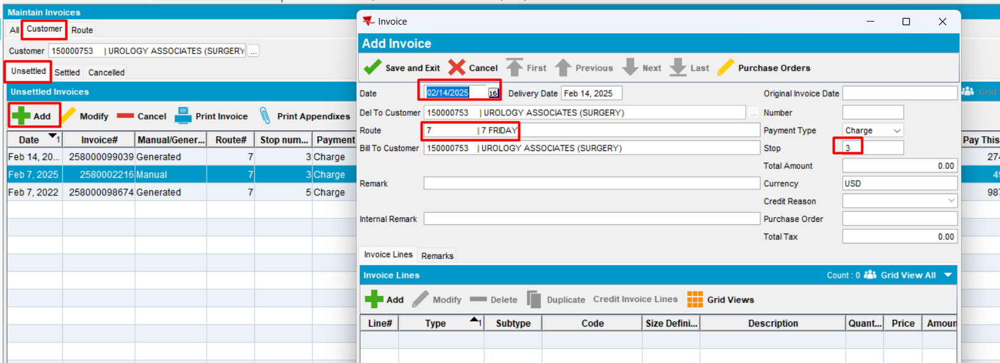 Maintain Invoices
All Customer Route
Customer 150000753 | UROLOGY ASSOCIATES (SURGERY) ...
Unsettled Settled Cancelled
Unsettled Invoices
Add Modify Cancel Print Invoice Print Appendixes
Date 1 Invoice# Manual/Gener... Route# Stop num... Payment
Feb 14, 20... 258000099039 Generated 7 3 Charge
Feb 7, 2025 2580002216 Manual 7 3 Charge
Feb 7, 2022 258000098674 Generated 7 5 Charge
Invoice
Add Invoice
Save and Exit Cancel First Previous Next Last Purchase Orders
Date 02/14/2025 16 Delivery Date Feb 14, 2025 Original Invoice Date
Del To Customer 150000753 | UROLOGY ASSOCIATES (SURGERY) ... Number
Route 7 | 7 FRIDAY Payment Type Charge
Bill To Customer 150000753 | UROLOGY ASSOCIATES (SURGERY) Stop 3
Total Amount 0.00
Remark Currency USD
Credit Reason
Internal Remark Purchase Order
Total Tax 0.00
Invoice Lines Remarks
Invoice Lines Count : 0 Grid View All
Add Modify Delete Duplicate Credit Invoice Lines Grid Views
Line# Type 1 Subtype Code Size Defini... Description Quant... Price Amoun
Grid
Pay This
274
49
987